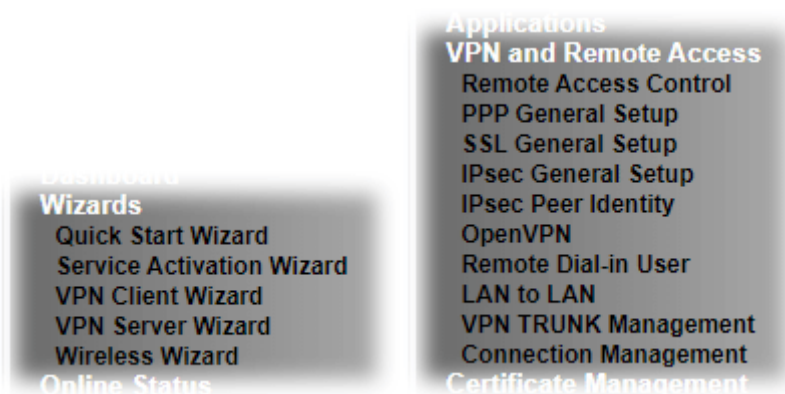 Dashboard
Wizards
Quick Start Wizard
Service Activation Wizard
VPN Client Wizard
VPN Server Wizard
Wireless Wizard
Online Status
Applications
VPN and Remote Access
Remote Access Control
PPP General Setup
SSL General Setup
IPsec General Setup
IPsec Peer Identity
OpenVPN
Remote Dial-in User
LAN to LAN
VPN TRUNK Management
Connection Management
Certificate Management